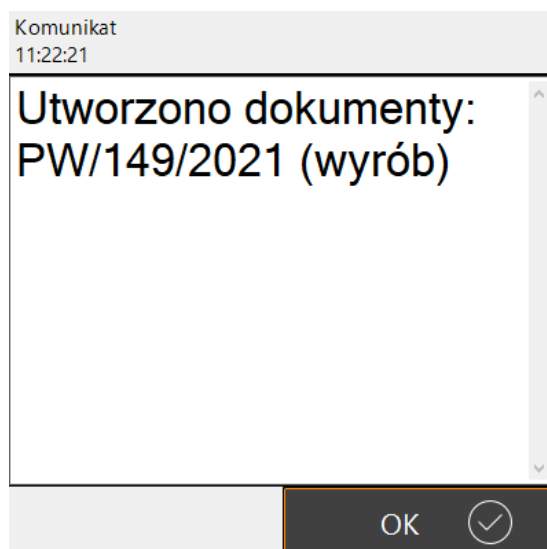 Komunikat
11:22:21
Utworzono dokumenty:
PW/149/2021 (wyrób)
OK